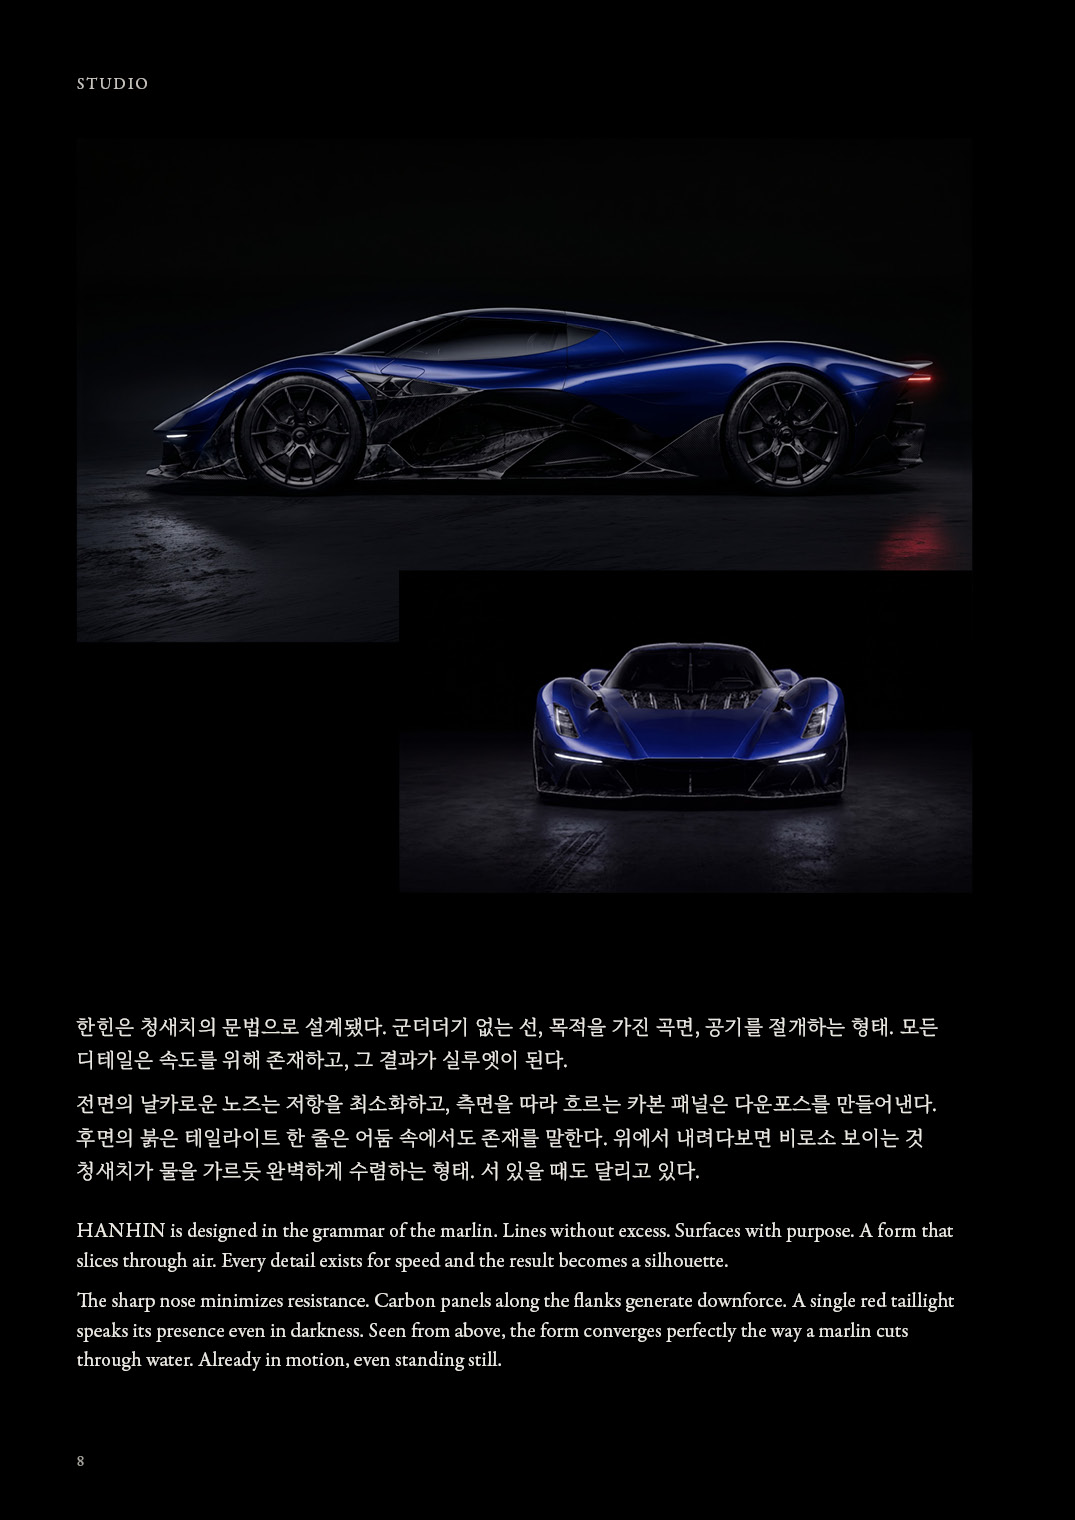 STUDIO
한힌은 청새치의 문법으로 설계됐다. 군더더기 없는 선, 목적을 가진 곡면, 공기를 절개하는 형태. 모든
디테일은 속도를 위해 존재하고, 그 결과가 실루엣이 된다.
전면의 날카로운 노즈는 저항을 최소화하고, 측면을 따라 흐르는 카본 패널은 다운포스를 만들어낸다.
후면의 붉은 테일라이트 한 줄은 어둠 속에서도 존재를 말한다. 위에서 내려다보면 비로소 보이는 것
청새치가 물을 가르듯 완벽하게 수렴하는 형태. 서 있을 때도 달리고 있다.
HANHIN is designed in the grammar of the marlin. Lines without excess. Surfaces with purpose. A form that
slices through air. Every detail exists for speed and the result becomes a silhouette.
The sharp nose minimizes resistance. Carbon panels along the flanks generate downforce. A single red taillight
speaks its presence even in darkness. Seen from above, the form converges perfectly the way a marlin cuts
through water. Already in motion, even standing still.
8